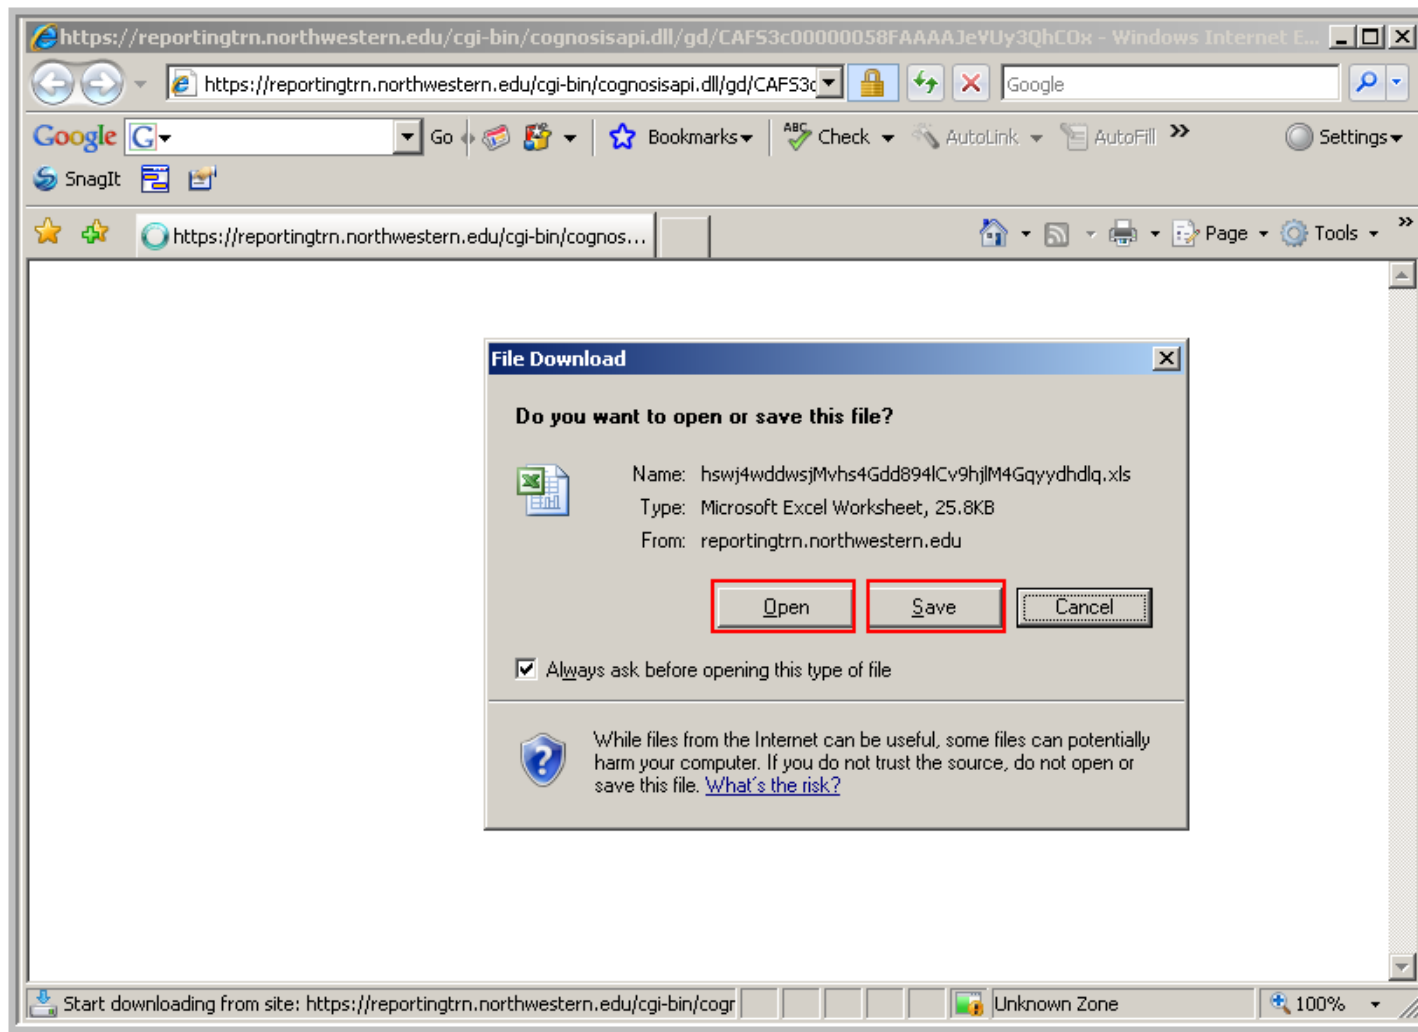 https://reportingtrn.northwestern.edu/cgi-bin/cognosisapi.dll/gd/CAFS3c00000058FAAAAJeVUy3QhCOx - Windows Internet E...
https://reportingtrn.northwestern.edu/cgi-bin/cognosisapi.dll/gd/CAFS3c
Google
Google G Go Bookmarks ABC Check AutoLink AutoFill >> Settings
SnagIt
https://reportingtrn.northwestern.edu/cgi-bin/cognos... Page Tools >>
File Download
Do you want to open or save this file?
Name: hswj4wddwsjMvhs4Gdd894lCv9hjlM4Gqyydhdlq.xls
Type: Microsoft Excel Worksheet, 25.8KB
From: reportingtrn.northwestern.edu
Open Save Cancel
Always ask before opening this type of file
While files from the Internet can be useful, some files can potentially
harm your computer. If you do not trust the source, do not open or
save this file. What's the risk?
Start downloading from site: https://reportingtrn.northwestern.edu/cgi-bin/cogr Unknown Zone 100%